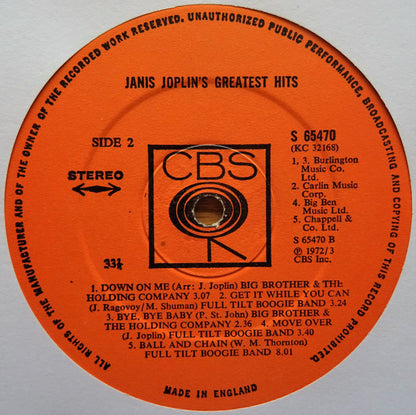 ALL RIGHTS OF THE MANUFACTURER AND OF THE OWNER OF THE RECORDED WORK RESERVED. UNAUTHORIZED PUBLIC PERFORMANCE, BROADCASTING AND COPYING OF THIS RECORD PROHIBITED.
JANIS JOPLIN'S GREATEST HITS
SIDE 2
STEREO
CBS
S 65470
(KC 32168)
1, 3. Burlington
Music Co.
Ltd.
2. Carlin Music
Corp.
4. Big Ben
Music Ltd.
5. Chappell &
Co. Ltd.
S 65470 B
℗ 1972/3
CBS Inc.
33⅓
1. DOWN ON ME (Arr: J. Joplin) BIG BROTHER & THE
HOLDING COMPANY 3.07 2. GET IT WHILE YOU CAN
(J. Ragovoy/M. Shuman) FULL TILT BOOGIE BAND 3.24
3. BYE, BYE BABY (P. St. John) BIG BROTHER &
THE HOLDING COMPANY 2.36 4. MOVE OVER
(J. Joplin) FULL TILT BOOGIE BAND 3.40
5. BALL AND CHAIN (W. M. Thornton)
FULL TILT BOOGIE BAND 8.01
MADE IN ENGLAND